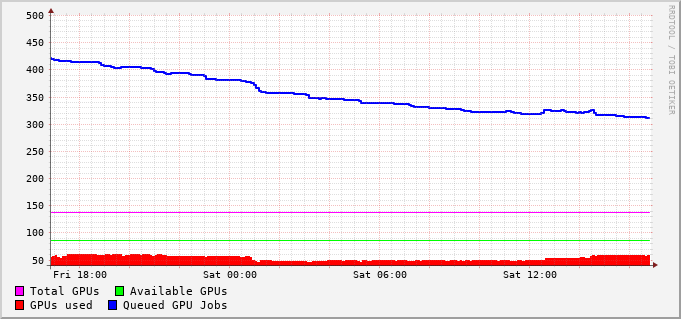 500
450
400
350
300
250
200
150
100
50
Fri 18:00 Sat 00:00 Sat 06:00 Sat 12:00
Total GPUs Available GPUs
GPUs used Queued GPU Jobs
RRDTOOL / TOBI OETIKER